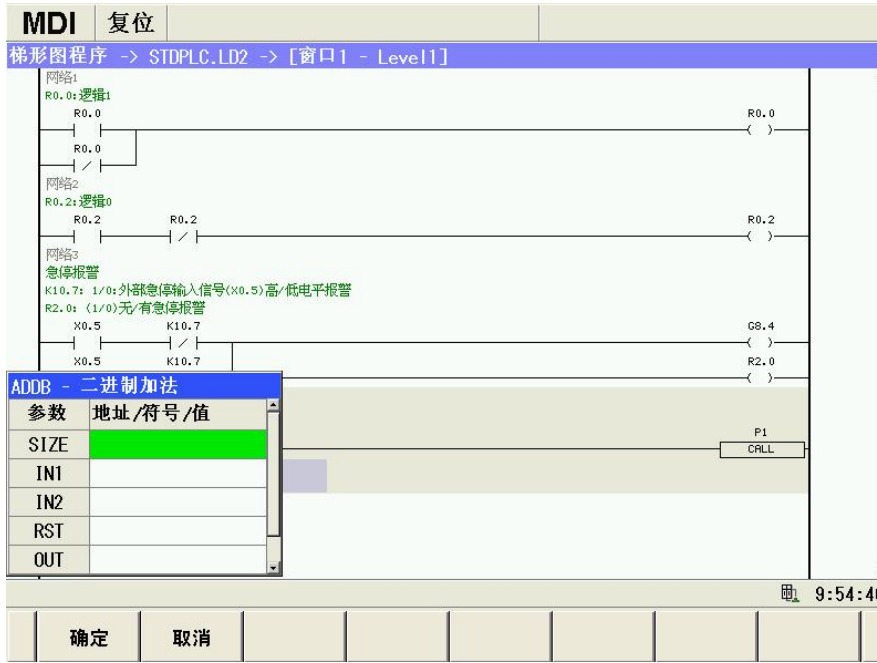 MDI 复位
梯形图程序 -> STDPLC.LD2 -> [窗口1 - Level1]
网络1
R0.0:逻辑1
R0.0 R0.0
R0.0
网络2
R0.2:逻辑0
R0.2 R0.2 R0.2
网络3
急停报警
K10.7: 1/0:外部急停输入信号(X0.5)高/低电平报警
R2.0: (1/0)无/有急停报警
X0.5 K10.7 G8.4
X0.5 K10.7 R2.0
ADDB - 二进制加法
参数 地址/符号/值
SIZE
IN1
IN2
RST
OUT
P1
CALL
9:54:4
确定 取消